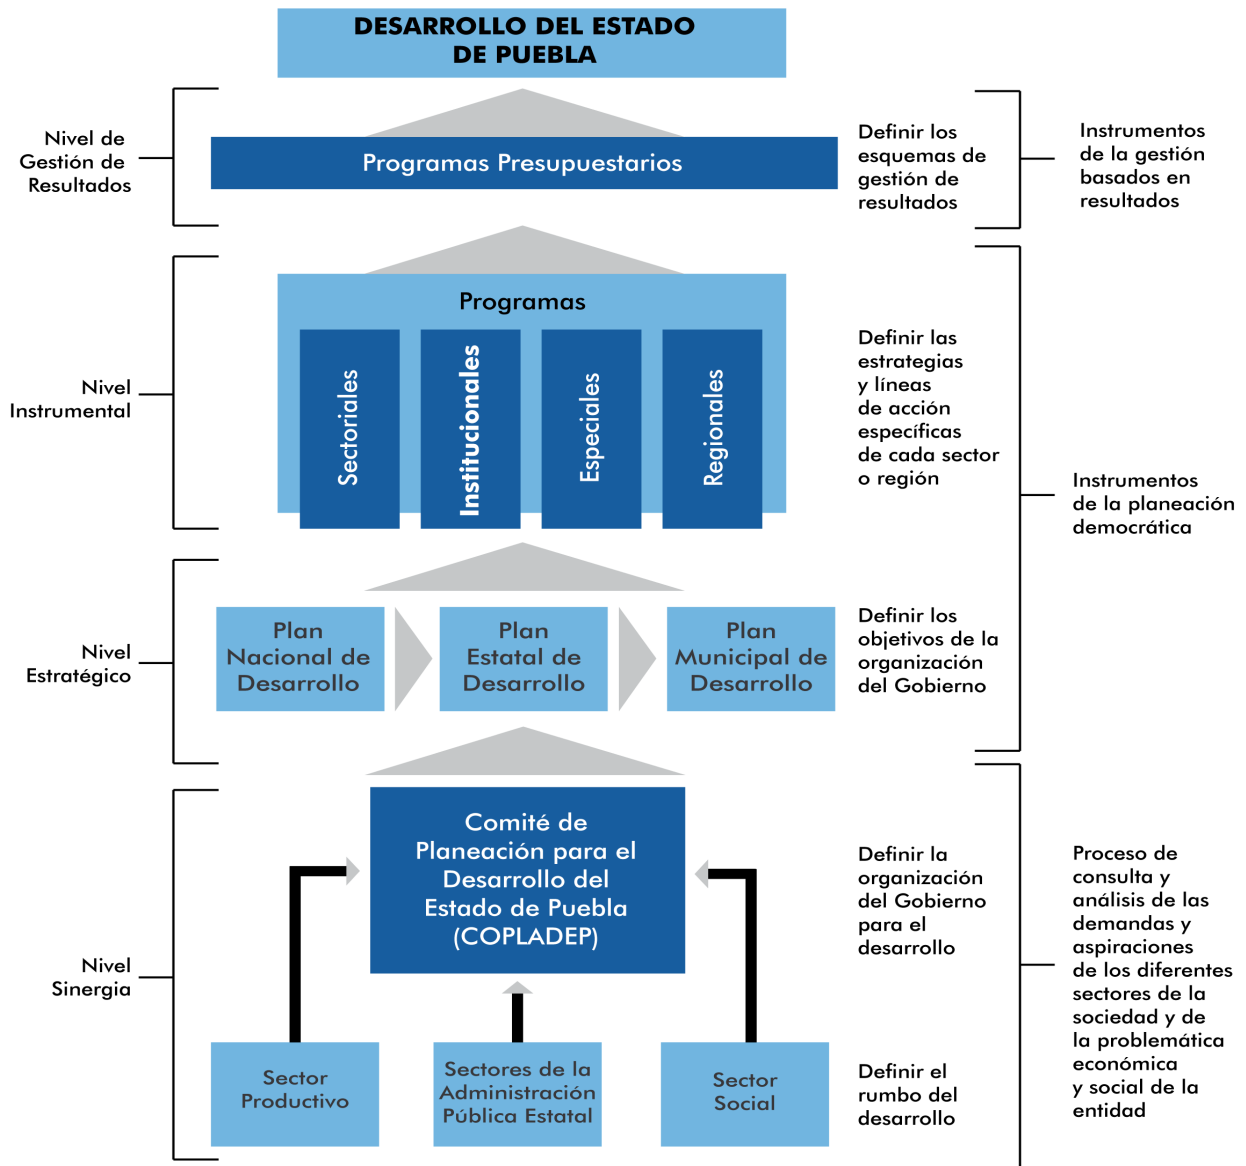 DESARROLLO DEL ESTADO
DE PUEBLA
Nivel de
Gestión de
Resultados
Programas Presupuestarios
Definir los
esquemas de
gestión de
resultados
Instrumentos
de la gestión
basados en
resultados
Nivel
Instrumental
Programas
Sectoriales
Institucionales
Especiales
Regionales
Definir las
estrategias
y líneas
de acción
específicas
de cada sector
o región
Instrumentos
de la planeación
democrática
Nivel
Estratégico
Plan
Nacional de
Desarrollo
Plan
Estatal de
Desarrollo
Plan
Municipal de
Desarrollo
Definir los
objetivos de la
organización
del Gobierno
Nivel
Sinergia
Comité de
Planeación para el
Desarrollo del
Estado de Puebla
(COPLADEP)
Definir la
organización
del Gobierno
para el
desarrollo
Proceso de
consulta y
análisis de las
demandas y
aspiraciones
de los diferentes
sectores de la
sociedad y de
la problemática
económica
y social de la
entidad
Sector
Productivo
Sectores de la
Administración
Pública Estatal
Sector
Social
Definir el
rumbo del
desarrollo